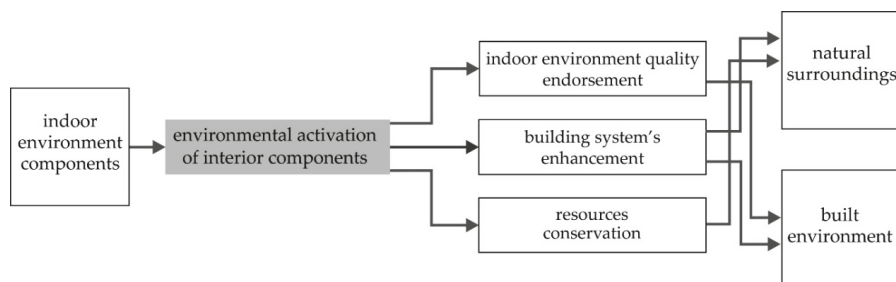 indoor
environment
components
environmental activation
of interior components
indoor environment quality
endorsement
building system's
enhancement
resources
conservation
natural
surroundings
built
environment